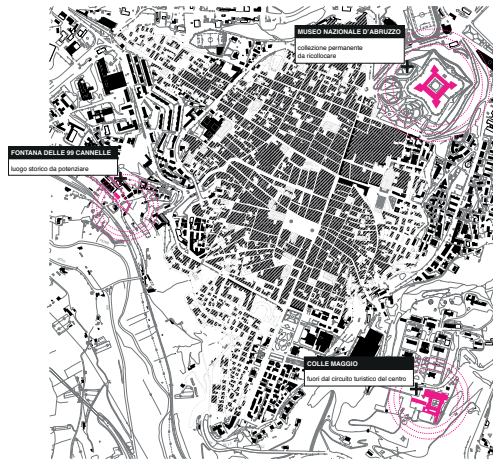 MUSEO NAZIONALE D'ABRUZZO
collezione permanente
da ricollocare
FONTANA DELLE 99 CANNELLE
luogo storico da potenziare
COLLE MAGGIO
fuori dal circuito turistico del centro